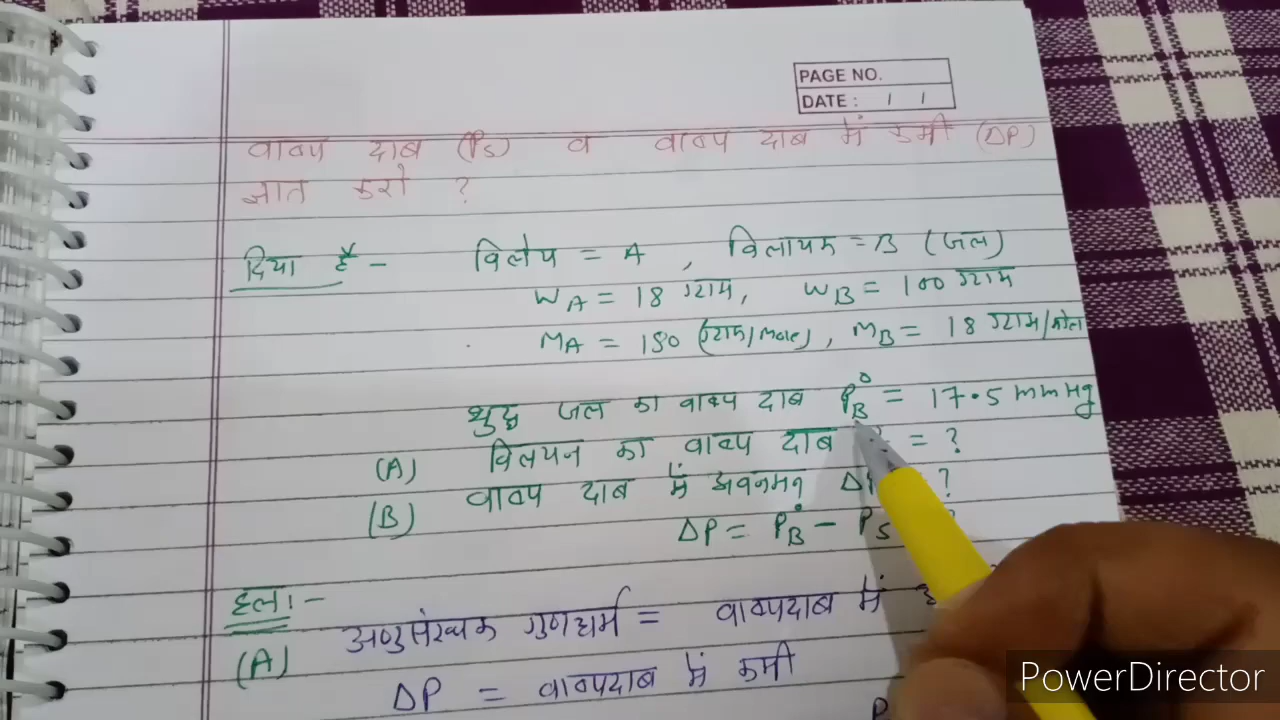 PAGE NO.
DATE : / /
वाष्प दाब (Ps) व वाष्प दाब में कमी (ΔP)
ज्ञात करो ?
दिया है - विलेय = A , विलायक = B (जल)
WA = 18 ग्राम, WB = 100 ग्राम
MA = 180 (ग्राम/mole), MB = 18 ग्राम/मोल
शुद्ध जल का वाष्प दाब P°B = 17.5 mmHg
(A) विलयन का वाष्प दाब = ?
(B) वाष्प दाब में अवनमन ?
ΔP = P°B - Ps
हल :-
(A) अणुसंख्यक गुणधर्म = वाष्पदाब में
ΔP = वाष्पदाब में कमी
PowerDirector